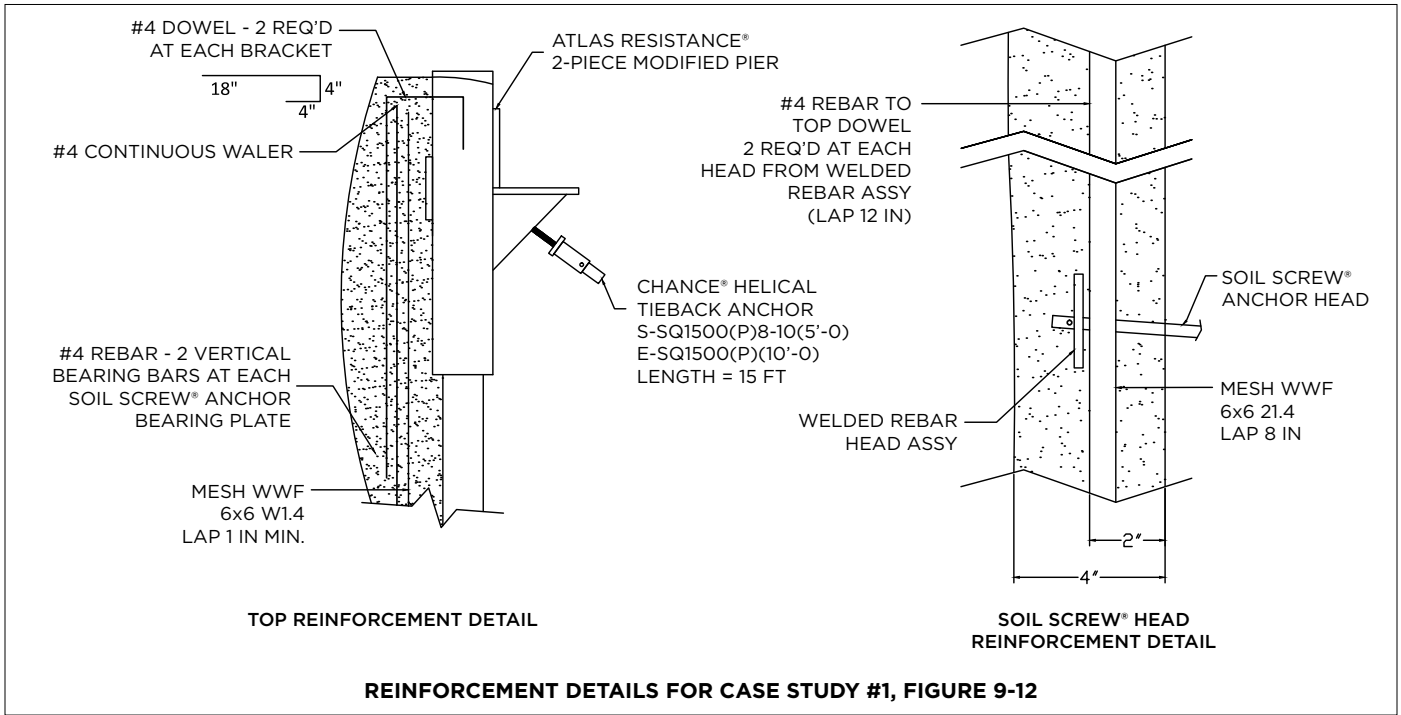 #4 DOWEL - 2 REQ'D
AT EACH BRACKET
18"
4"
4"
#4 CONTINUOUS WALER
#4 REBAR - 2 VERTICAL
BEARING BARS AT EACH
SOIL SCREW® ANCHOR
BEARING PLATE
MESH WWF
6x6 W1.4
LAP 1 IN MIN.
ATLAS RESISTANCE®
2-PIECE MODIFIED PIER
CHANCE® HELICAL
TIEBACK ANCHOR
S-SQ1500(P)8-10(5'-0)
E-SQ1500(P)(10'-0)
LENGTH = 15 FT
TOP REINFORCEMENT DETAIL
#4 REBAR TO
TOP DOWEL
2 REQ'D AT EACH
HEAD FROM WELDED
REBAR ASSY
(LAP 12 IN)
SOIL SCREW®
ANCHOR HEAD
WELDED REBAR
HEAD ASSY
MESH WWF
6x6 21.4
LAP 8 IN
2"
4"
SOIL SCREW® HEAD
REINFORCEMENT DETAIL
REINFORCEMENT DETAILS FOR CASE STUDY #1, FIGURE 9-12